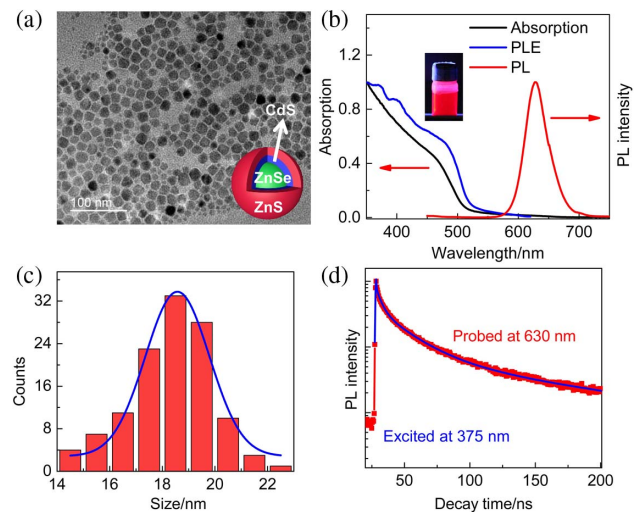 (a)
CdS
ZnSe
ZnS
100 nm
(b)
Absorption
PLE
PL
Absorption
1.2
0.8
0.4
0.0
400
500
600
700
Wavelength/nm
PL intensity
(c)
Counts
32
24
16
8
0
14
16
18
20
22
Size/nm
(d)
PL intensity
Probed at 630 nm
Excited at 375 nm
50
100
150
200
Decay time/ns